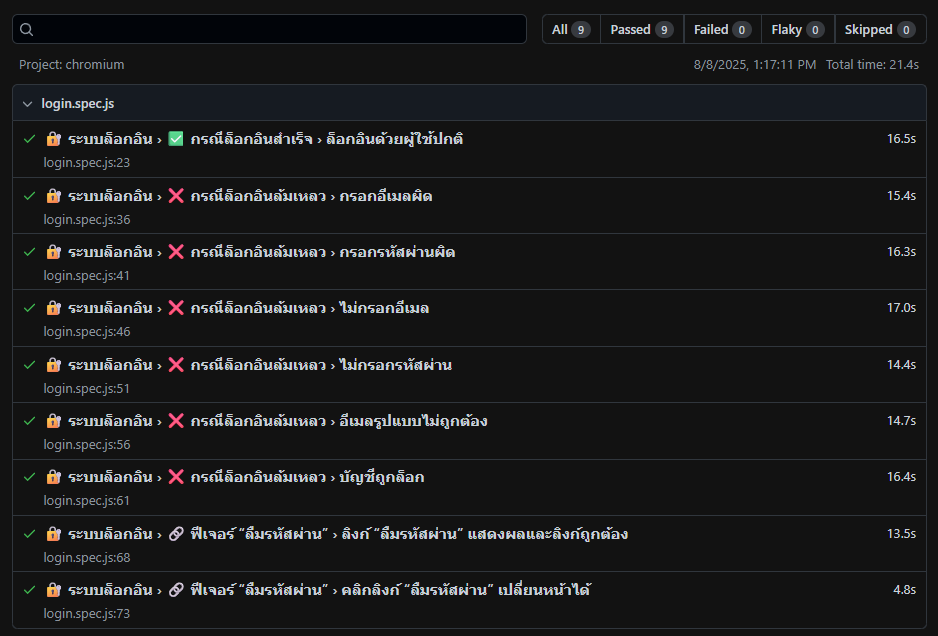 All 9 Passed 9 Failed 0 Flaky 0 Skipped 0
Project: chromium 8/8/2025, 1:17:11 PM Total time: 21.4s
login.spec.js
🔐 ระบบล็อกอิน › ✅ กรณีล็อกอินสำเร็จ › ล็อกอินด้วยผู้ใช้ปกติ 16.5s
login.spec.js:23
🔐 ระบบล็อกอิน › ❌ กรณีล็อกอินล้มเหลว › กรอกอีเมลผิด 15.4s
login.spec.js:36
🔐 ระบบล็อกอิน › ❌ กรณีล็อกอินล้มเหลว › กรอกรหัสผ่านผิด 16.3s
login.spec.js:41
🔐 ระบบล็อกอิน › ❌ กรณีล็อกอินล้มเหลว › ไม่กรอกอีเมล 17.0s
login.spec.js:46
🔐 ระบบล็อกอิน › ❌ กรณีล็อกอินล้มเหลว › ไม่กรอกรหัสผ่าน 14.4s
login.spec.js:51
🔐 ระบบล็อกอิน › ❌ กรณีล็อกอินล้มเหลว › อีเมลรูปแบบไม่ถูกต้อง 14.7s
login.spec.js:56
🔐 ระบบล็อกอิน › ❌ กรณีล็อกอินล้มเหลว › บัญชีถูกล็อก 16.4s
login.spec.js:61
🔐 ระบบล็อกอิน › 🔗 ฟีเจอร์ “ลืมรหัสผ่าน” › ลิงก์ “ลืมรหัสผ่าน” แสดงผลและลิงก์ถูกต้อง 13.5s
login.spec.js:68
🔐 ระบบล็อกอิน › 🔗 ฟีเจอร์ “ลืมรหัสผ่าน” › คลิกลิงก์ “ลืมรหัสผ่าน” เปลี่ยนหน้าได้ 4.8s
login.spec.js:73